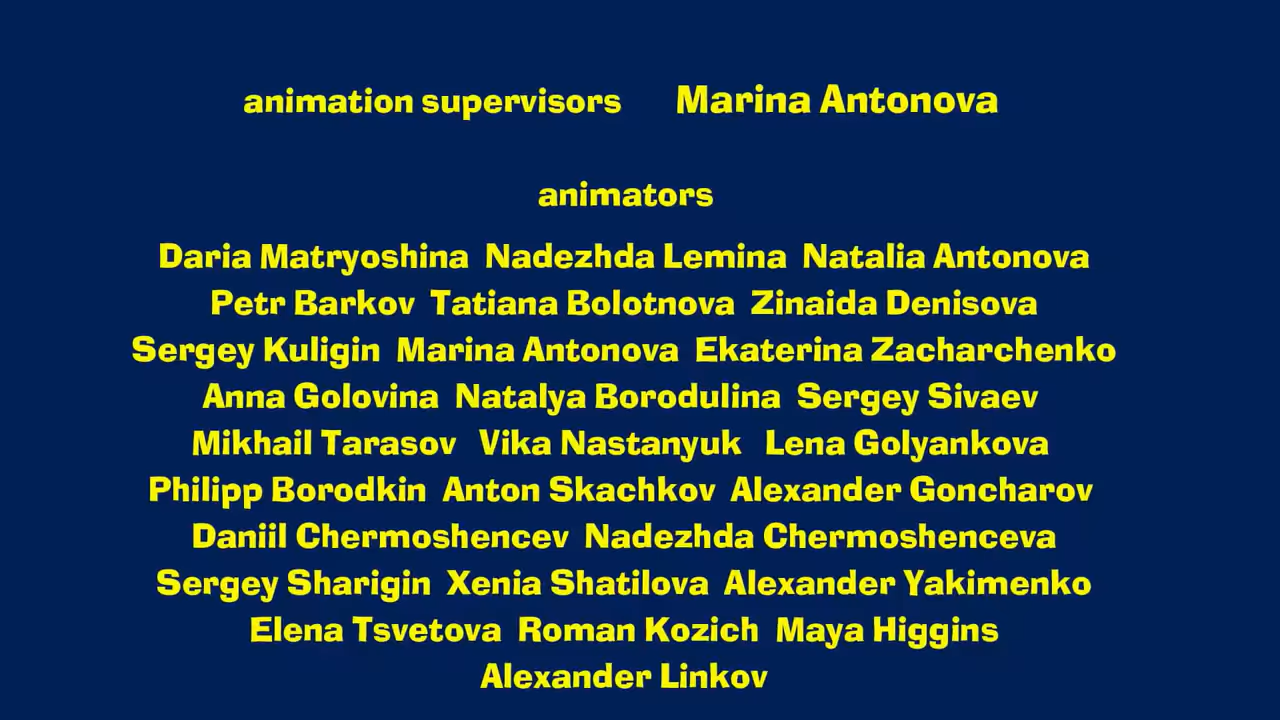 animation supervisors Marina Antonova
animators
Daria Matryoshina Nadezhda Lemina Natalia Antonova
Petr Barkov Tatiana Bolotnova Zinaida Denisova
Sergey Kuligin Marina Antonova Ekaterina Zacharchenko
Anna Golovina Natalya Borodulina Sergey Sivaev
Mikhail Tarasov Vika Nastanyuk Lena Golyankova
Philipp Borodkin Anton Skachkov Alexander Goncharov
Daniil Chermoshencev Nadezhda Chermoshenceva
Sergey Sharigin Xenia Shatilova Alexander Yakimenko
Elena Tsvetova Roman Kozich Maya Higgins
Alexander Linkov